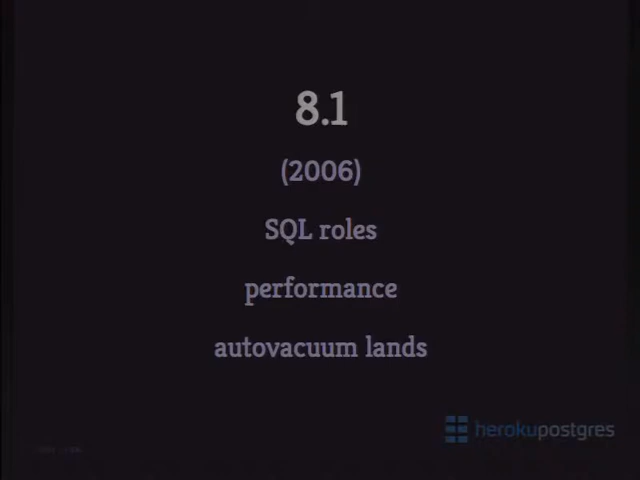 8.1
(2006)
SQL roles
performance
autovacuum lands
herokupostgres